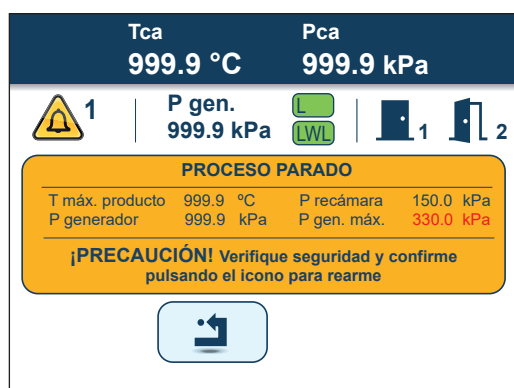 Tca Pca
999.9 °C 999.9 kPa
1 P gen. L
999.9 kPa LWL 1 2
PROCESO PARADO
T máx. producto 999.9 ºC P recámara 150.0 kPa
P generador 999.9 kPa P gen. máx. 330.0 kPa
¡PRECAUCIÓN! Verifique seguridad y confirme
pulsando el icono para rearme